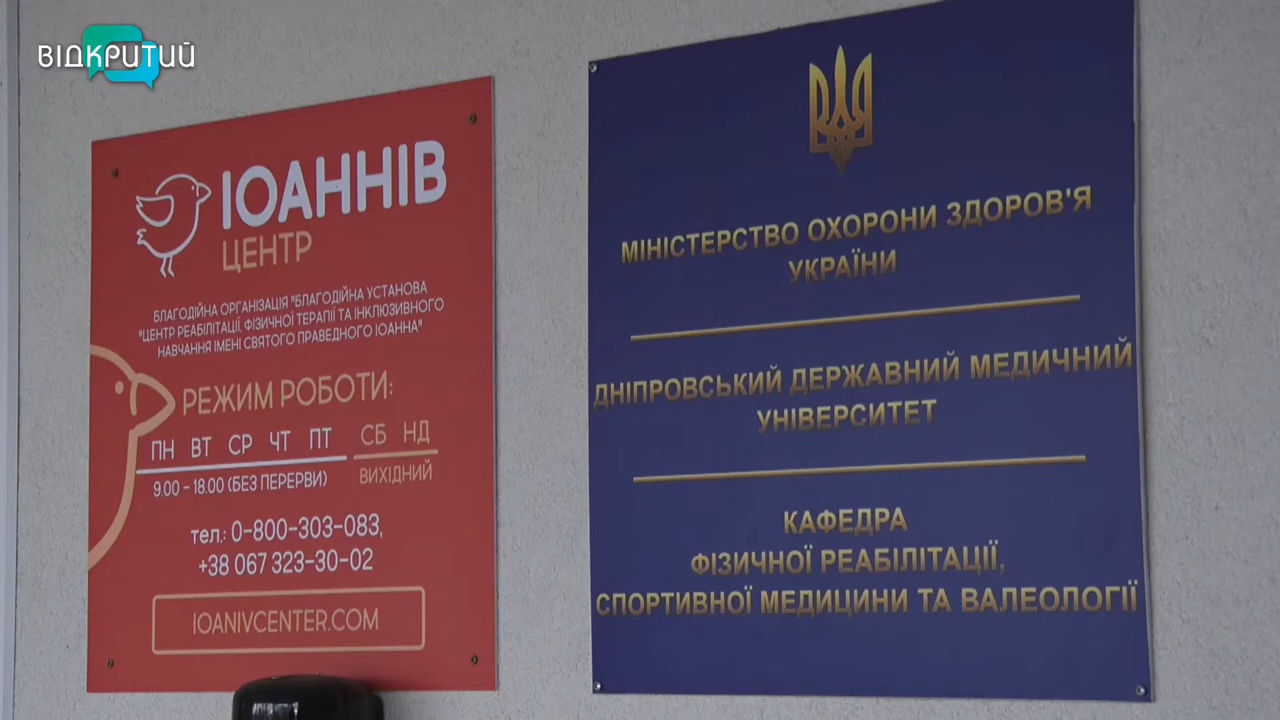 ВІДКРИТИЙ
ІОАННІВ
ЦЕНТР
БЛАГОДІЙНА ОРГАНІЗАЦІЯ "БЛАГОДІЙНА УСТАНОВА
"ЦЕНТР РЕАБІЛІТАЦІЇ, ФІЗИЧНОЇ ТЕРАПІЇ ТА ІНКЛЮЗИВНОГО
НАВЧАННЯ ІМЕНІ СВЯТОГО ПРАВЕДНОГО ІОАННА"
РЕЖИМ РОБОТИ:
ПН ВТ СР ЧТ ПТ СБ НД
9.00 - 18.00 (БЕЗ ПЕРЕРВИ) ВИХІДНИЙ
тел.: 0-800-303-083,
+38 067 323-30-02
IOANIVCENTER.COM
МІНІСТЕРСТВО ОХОРОНИ ЗДОРОВ'Я
УКРАЇНИ
ДНІПРОВСЬКИЙ ДЕРЖАВНИЙ МЕДИЧНИЙ
УНІВЕРСИТЕТ
КАФЕДРА
ФІЗИЧНОЇ РЕАБІЛІТАЦІЇ,
СПОРТИВНОЇ МЕДИЦИНИ ТА ВАЛЕОЛОГІЇ